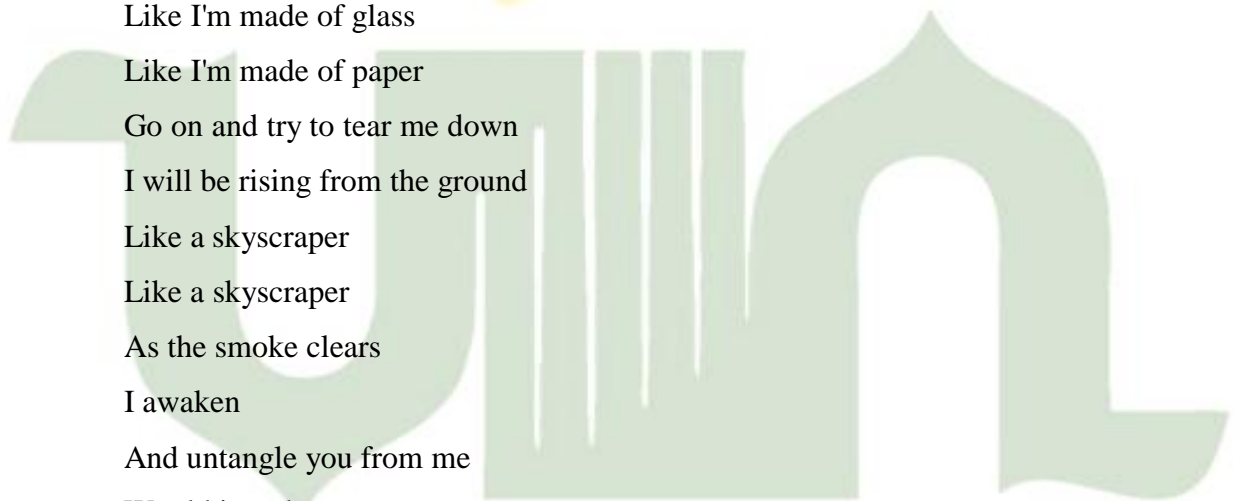 Like I'm made of glass
Like I'm made of paper
Go on and try to tear me down
I will be rising from the ground
Like a skyscraper
Like a skyscraper
As the smoke clears
I awaken
And untangle you from me